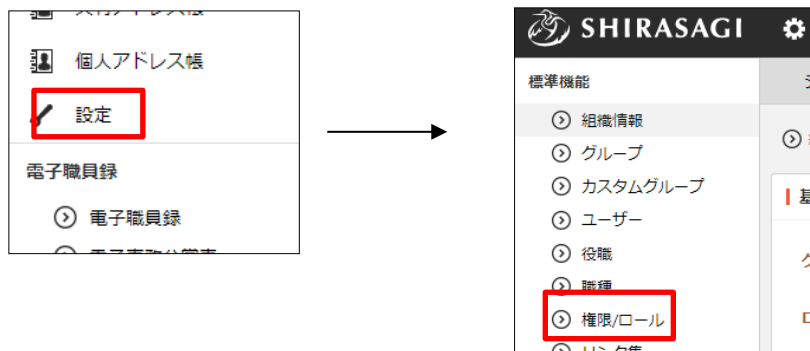 個人アドレス帳
設定
電子職員録
電子職員録
SHIRASAGI
標準機能
組織情報
グループ
カスタムグループ
ユーザー
役職
職種
権限/ロール